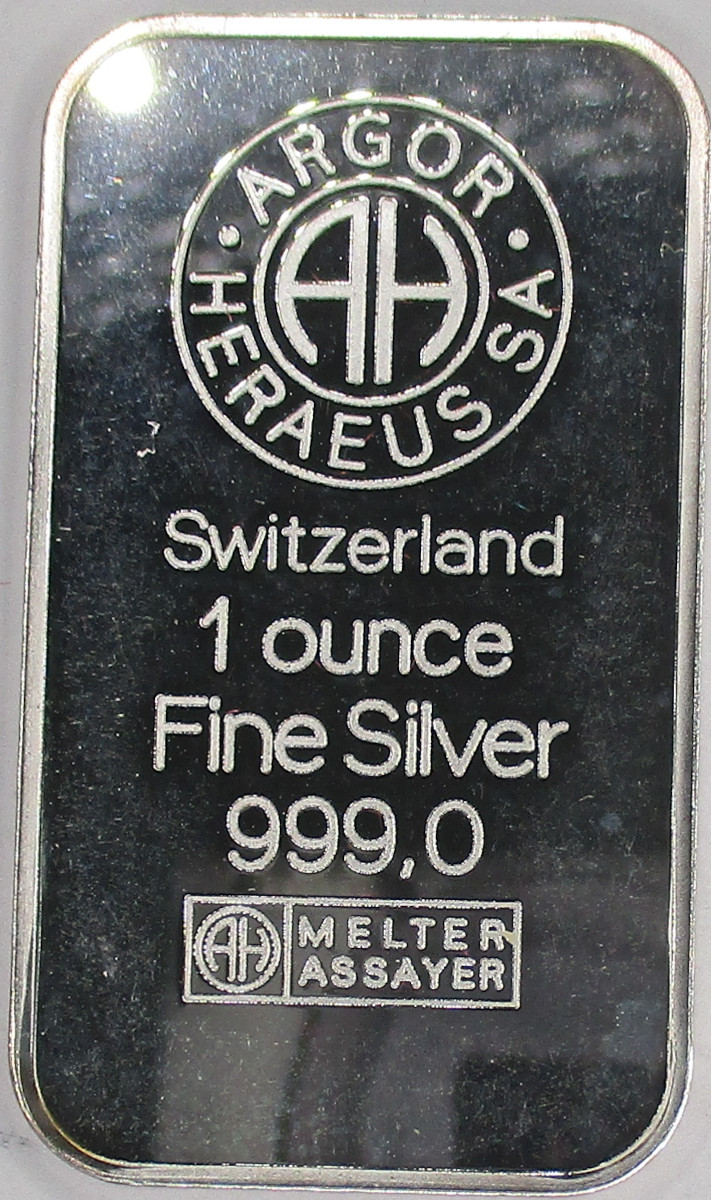 • ARGOR •
HERAEUS SA
AH
Switzerland
1 ounce
Fine Silver
999,0
AH
MELTER
ASSAYER